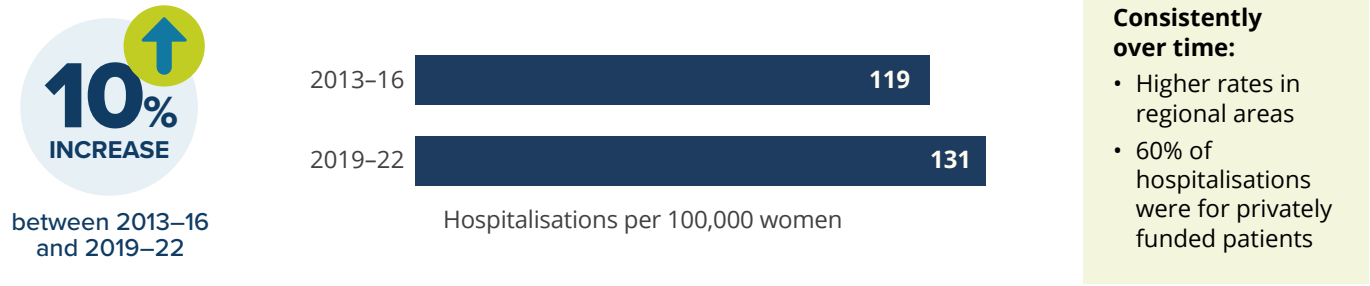 10%
INCREASE
between 2013–16
and 2019–22
2013–16
119
2019–22
131
Hospitalisations per 100,000 women
Consistently
over time:
• Higher rates in
regional areas
• 60% of
hospitalisations
were for privately
funded patients